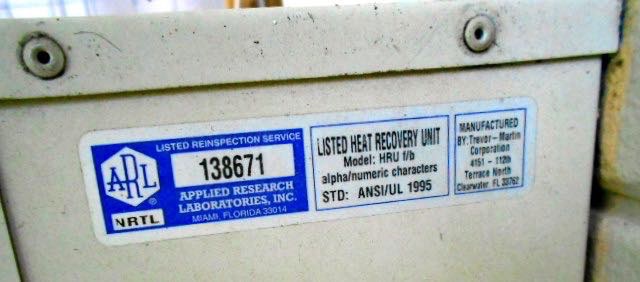 LISTED REINSPECTION SERVICE
ARL
®
NRTL
138671
APPLIED RESEARCH
LABORATORIES, INC.
MIAMI, FLORIDA 33014
LISTED HEAT RECOVERY UNIT
Model: HRU f/b
alpha/numeric characters
STD: ANSI/UL 1995
MANUFACTURED
BY: Trevor-Martin
Corporation
4151 - 112th
Terrace North
Clearwater FL 33762